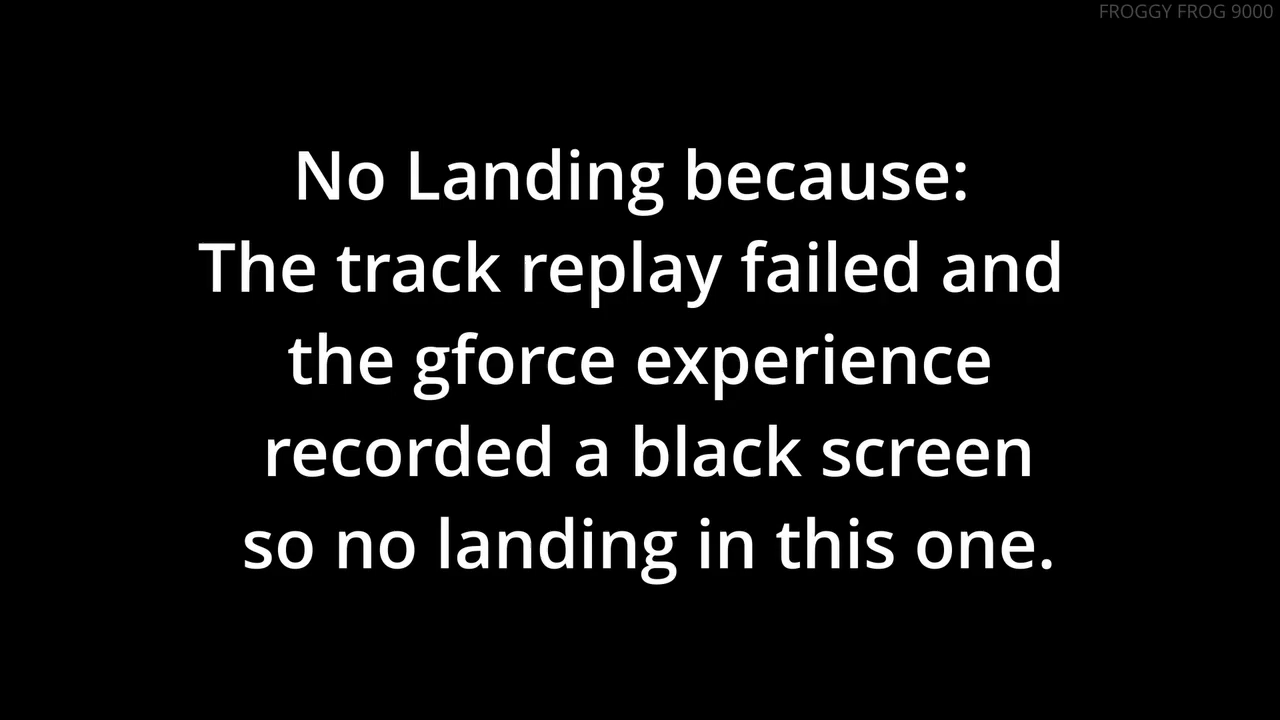 FROGGY FROG 9000
No Landing because:
The track replay failed and
the gforce experience
recorded a black screen
so no landing in this one.